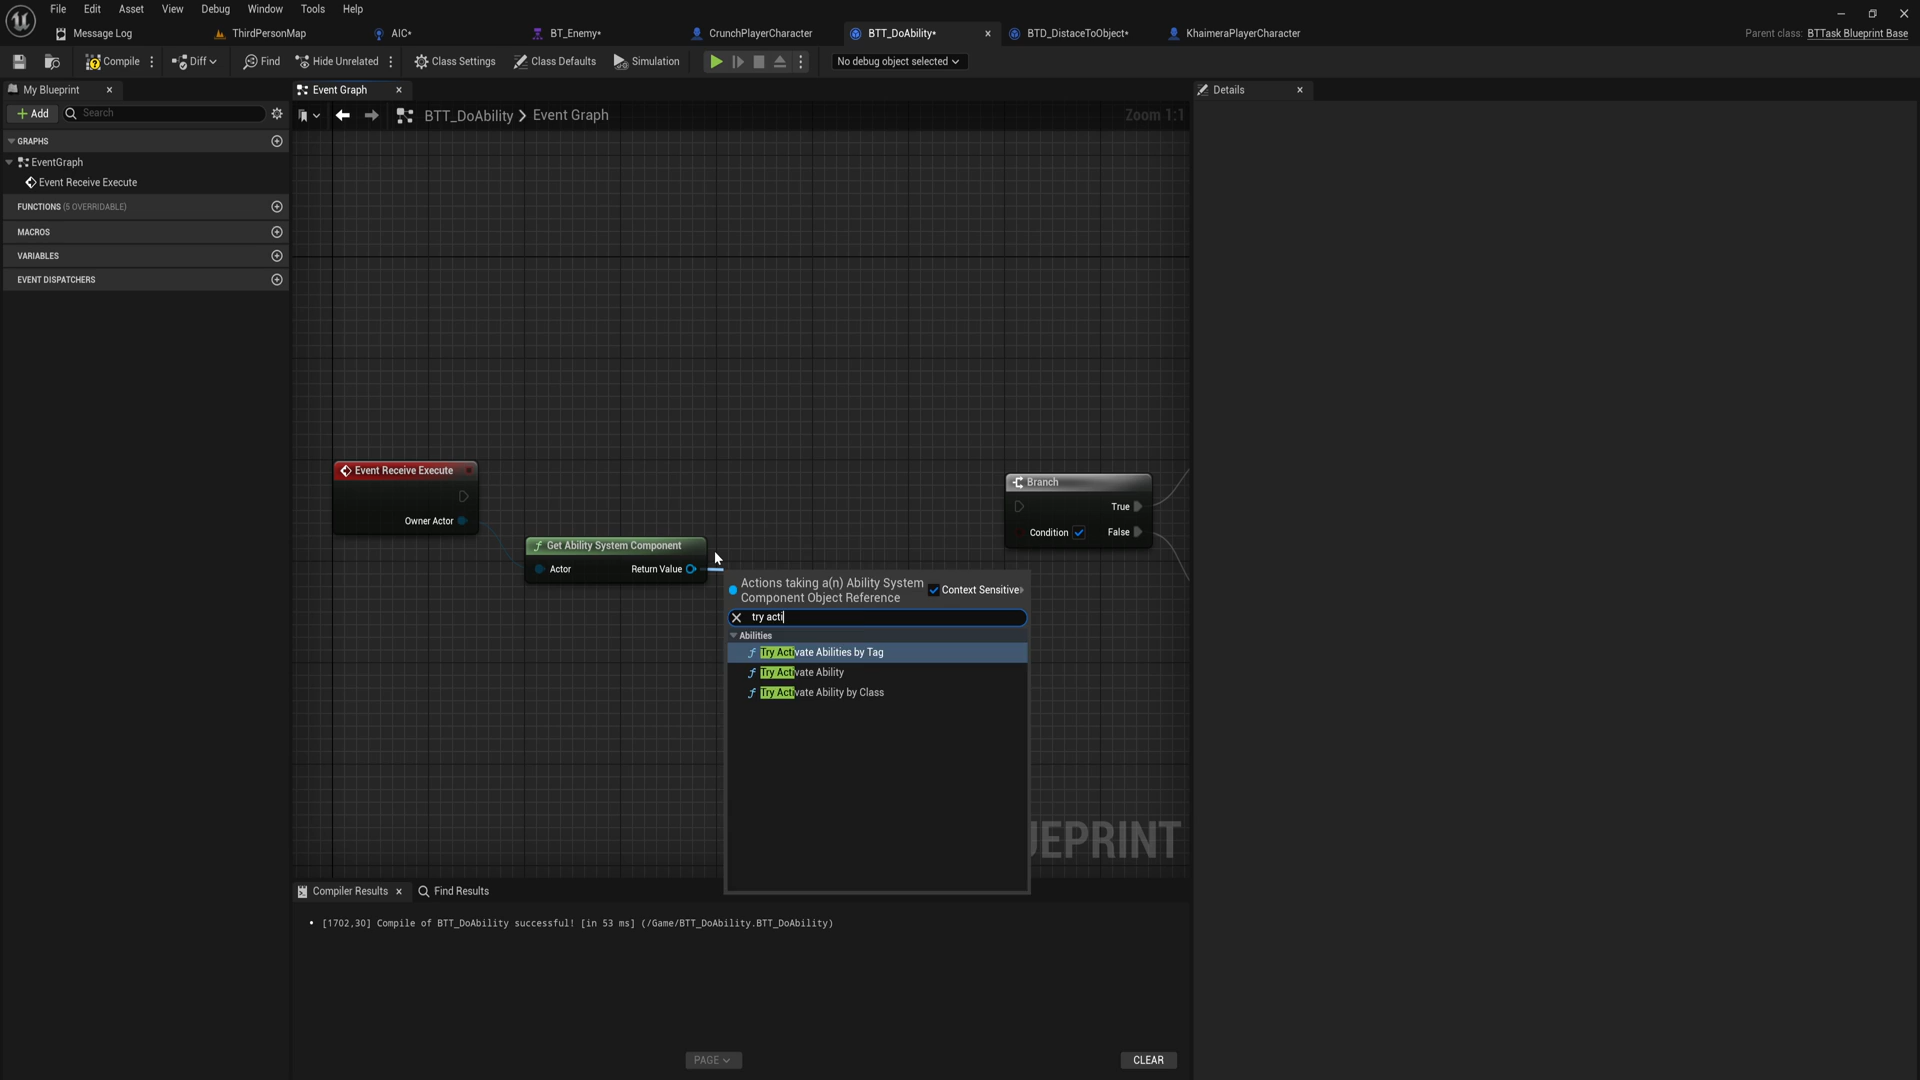 File Edit Asset View Debug Window Tools Help
Message Log ThirdPersonMap AIC* BT_Enemy* CrunchPlayerCharacter BTT_DoAbility* BTD_DistaceToObject* KhaimeraPlayerCharacter Parent class: BTTask Blueprint Base
Compile Diff Find Hide Unrelated Class Settings Class Defaults Simulation No debug object selected
My Blueprint Event Graph Details
Add Search
BTT_DoAbility > Event Graph Zoom 1:1
GRAPHS
EventGraph
Event Receive Execute
FUNCTIONS (5 OVERRIDABLE)
MACROS
VARIABLES
EVENT DISPATCHERS
Event Receive Execute
Owner Actor
Get Ability System Component
Actor Return Value
Branch
True
Condition False
Actions taking a(n) Ability System
Component Object Reference
Context Sensitive
try acti
Abilities
Try Activate Abilities by Tag
Try Activate Ability
Try Activate Ability by Class
UEPRINT
Compiler Results Find Results
[1702,30] Compile of BTT_DoAbility successful! [in 53 ms] (/Game/BTT_DoAbility.BTT_DoAbility)
PAGE CLEAR